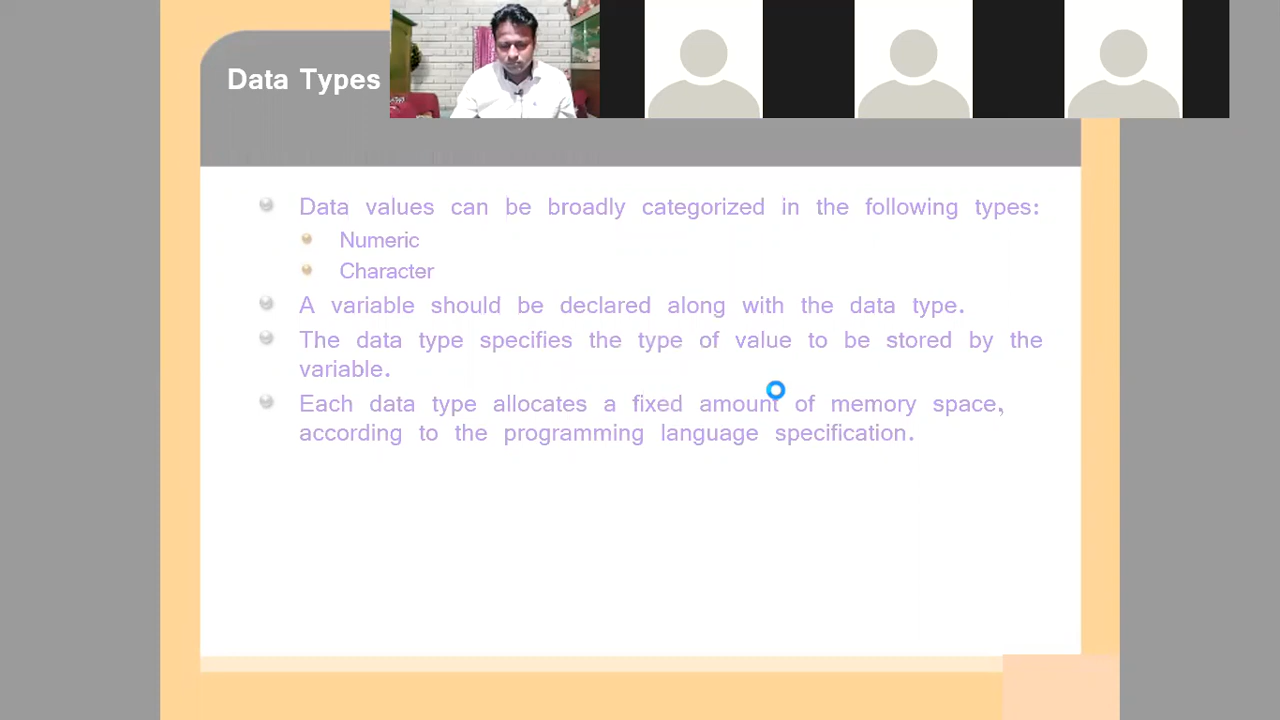 Data Types
Data values can be broadly categorized in the following types:
Numeric
Character
A variable should be declared along with the data type.
The data type specifies the type of value to be stored by the
variable.
Each data type allocates a fixed amount of memory space,
according to the programming language specification.